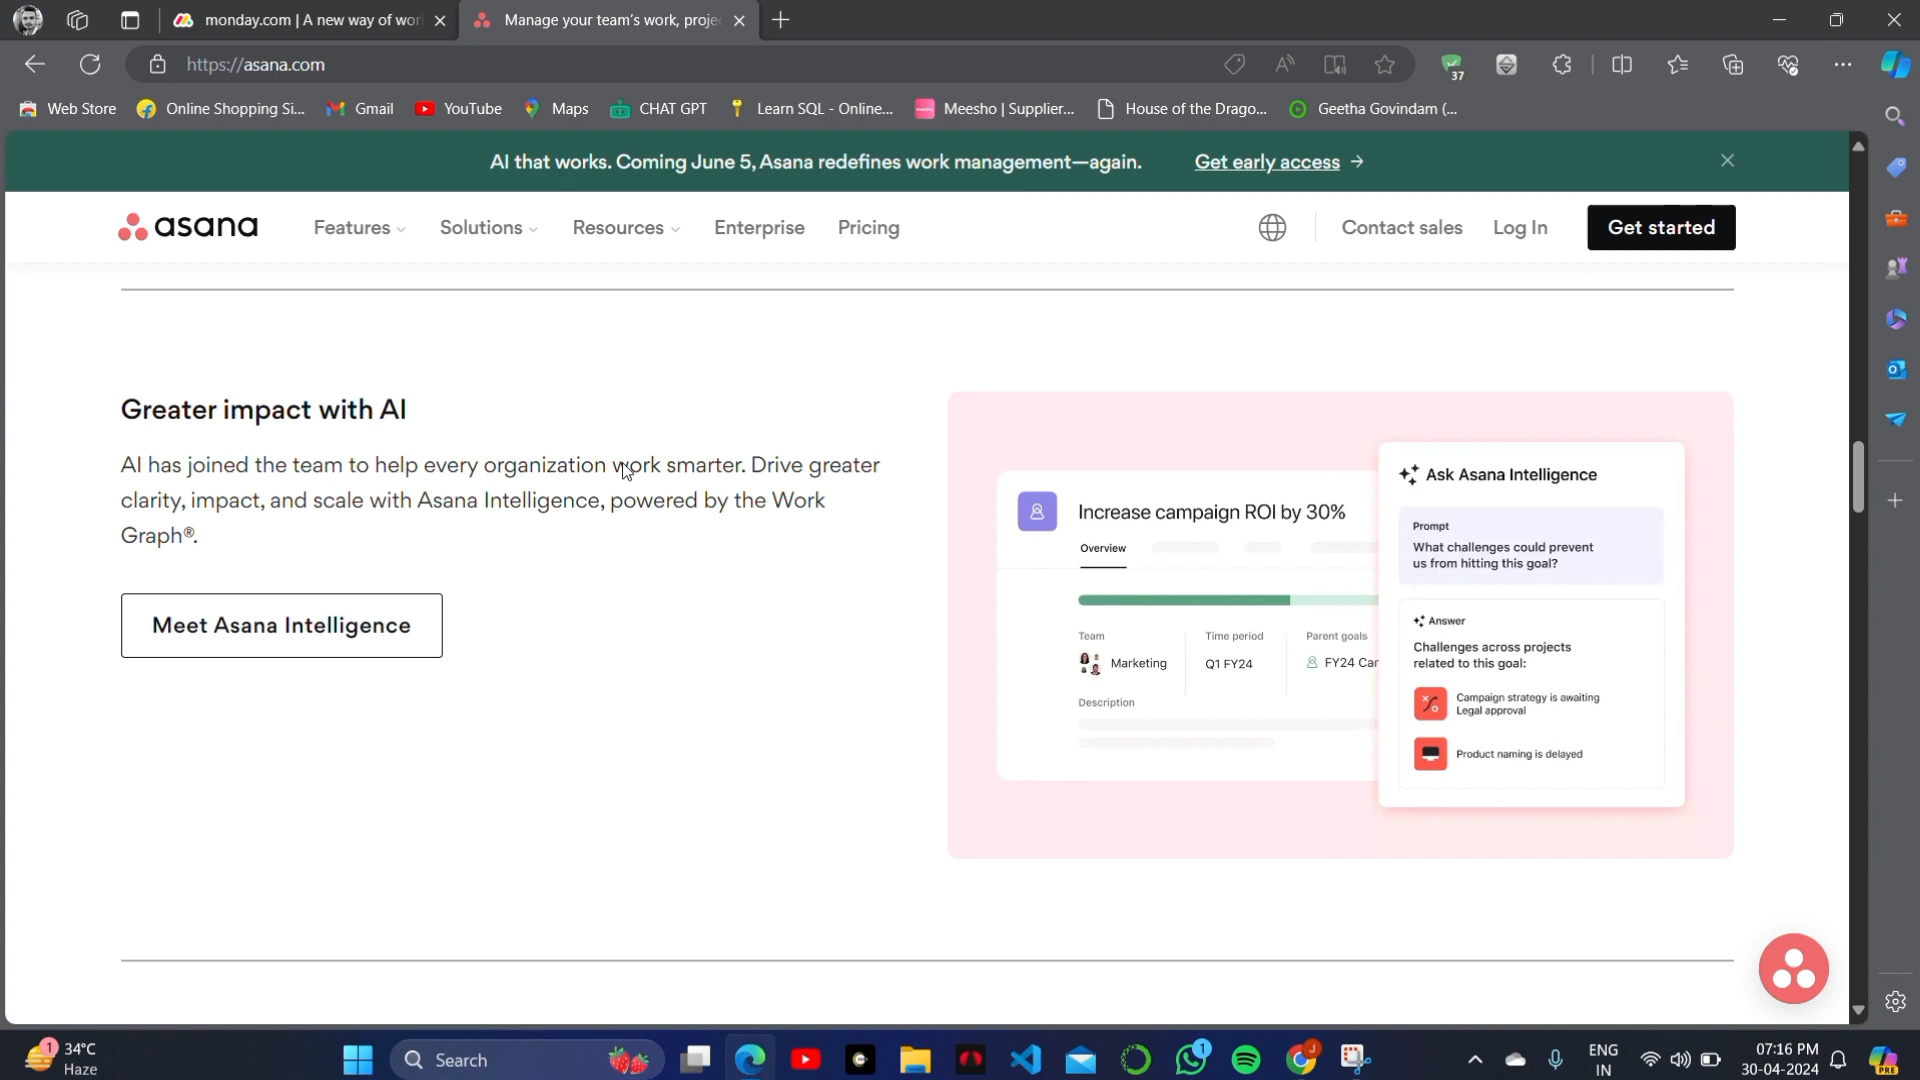 monday.com | A new way of wor
Manage your team's work, proje
https://asana.com
37
Web Store
Online Shopping Si...
Gmail
YouTube
Maps
CHAT GPT
Learn SQL - Online...
Meesho | Supplier...
House of the Drago...
Geetha Govindam (...
AI that works. Coming June 5, Asana redefines work management—again. Get early access →
asana
Features
Solutions
Resources
Enterprise
Pricing
Contact sales
Log In
Get started
Greater impact with AI
AI has joined the team to help every organization work smarter. Drive greater
clarity, impact, and scale with Asana Intelligence, powered by the Work
Graph®.
Meet Asana Intelligence
Increase campaign ROI by 30%
Overview
Team
Marketing
Time period
Q1 FY24
Parent goals
FY24 Car
Description
Ask Asana Intelligence
Prompt
What challenges could prevent
us from hitting this goal?
Answer
Challenges across projects
related to this goal:
Campaign strategy is awaiting
Legal approval
Product naming is delayed
1
34°C
Haze
Search
1
J
ENG
IN
07:16 PM
30-04-2024
PRE